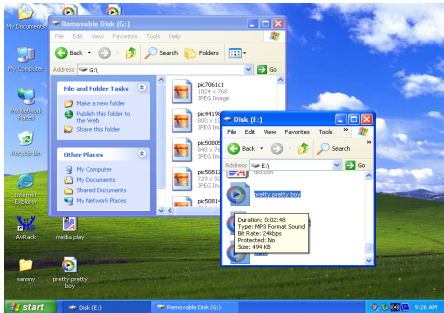 My Documents
Removable Disk (G:)
File Edit View Favorites Tools Help
Back Search Folders
Address G:\ Go
My Computer
File and Folder Tasks
Make a new folder
Publish this folder to
the Web
Share this folder
Other Places
My Computer
My Documents
Shared Documents
My Network Places
pic7061c1
1024 x 768
JPEG Image
JPEG Image
JPEG Image
Disk (E:)
File Edit View Favorites Tools »
Back Search »
Address E:\ Go
pretty pretty boy
Duration: 0:02:48
Type: MP3 Format Sound
Bit Rate: 24kbps
Protected: No
Size: 494 KB
My Network
Places
Recycle Bin
Internet
Explorer
AvRack
media play
sammy
pretty pretty
boy
start
Disk (E:)
Removable Disk (G:)
9:26 AM